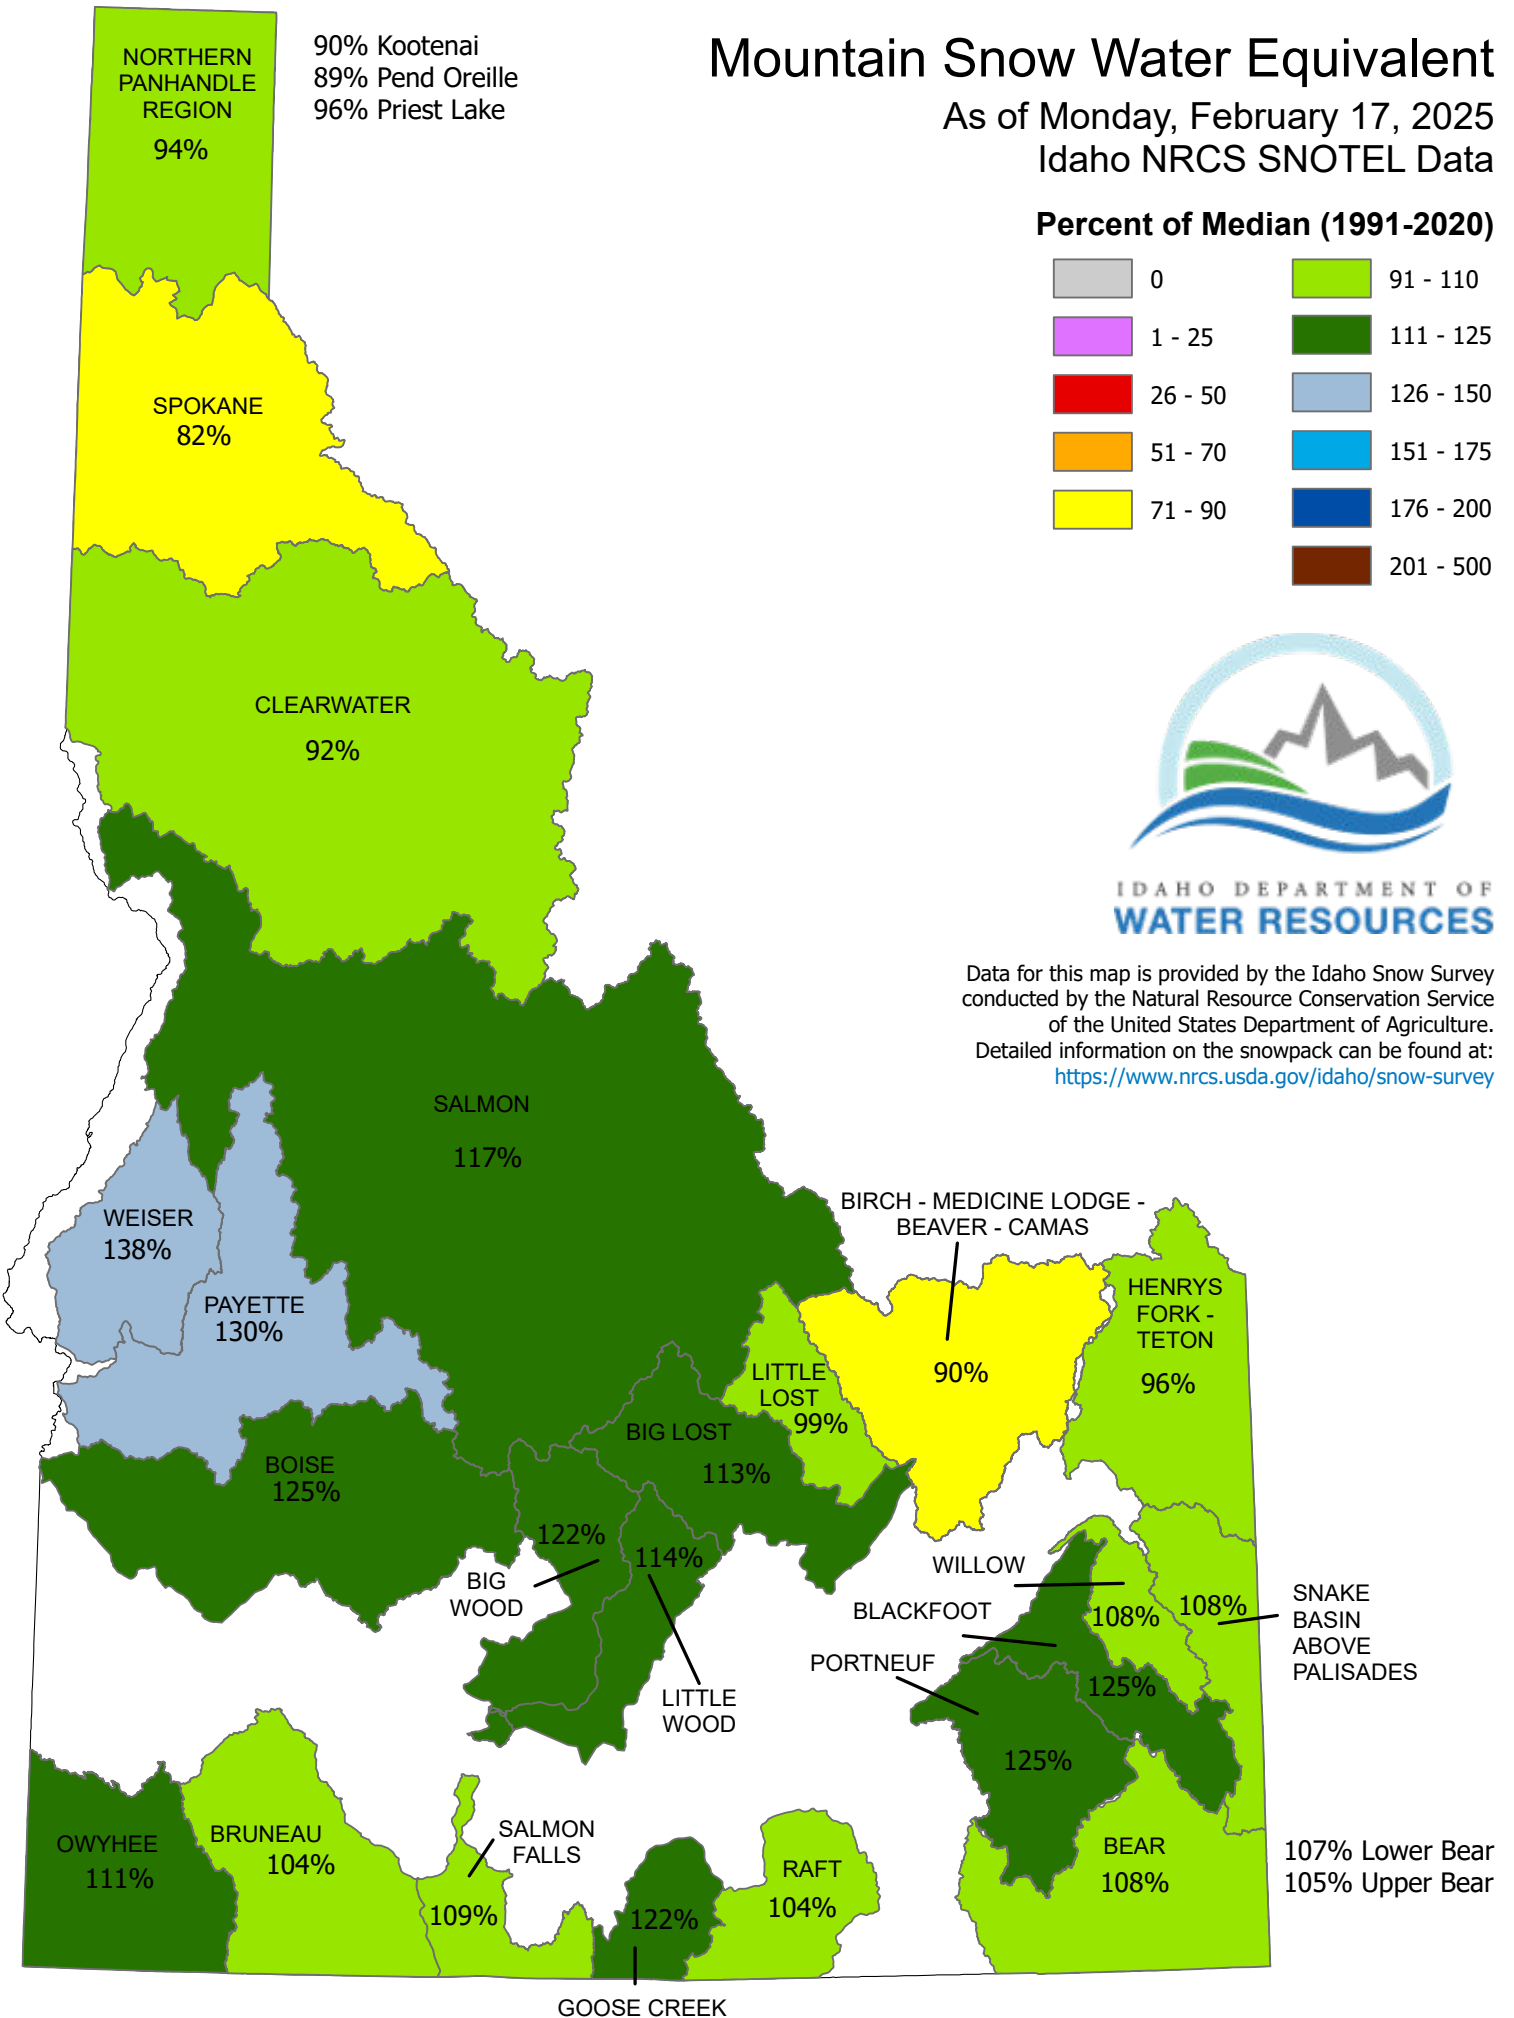 Mountain Snow Water Equivalent
As of Monday, February 17, 2025
Idaho NRCS SNOTEL Data
Percent of Median (1991-2020)
0
1 - 25
26 - 50
51 - 70
71 - 90
91 - 110
111 - 125
126 - 150
151 - 175
176 - 200
201 - 500
IDAHO DEPARTMENT OF
WATER RESOURCES
Data for this map is provided by the Idaho Snow Survey
conducted by the Natural Resource Conservation Service
of the United States Department of Agriculture.
Detailed information on the snowpack can be found at:
https://www.nrcs.usda.gov/idaho/snow-survey
NORTHERN
PANHANDLE
REGION
94%
90% Kootenai
89% Pend Oreille
96% Priest Lake
SPOKANE
82%
CLEARWATER
92%
SALMON
117%
WEISER
138%
PAYETTE
130%
BOISE
125%
BIRCH - MEDICINE LODGE -
BEAVER - CAMAS
90%
HENRYS
FORK -
TETON
96%
LITTLE
LOST
99%
BIG LOST
113%
122%
BIG
WOOD
114%
LITTLE
WOOD
WILLOW
108%
108%
SNAKE
BASIN
ABOVE
PALISADES
BLACKFOOT
125%
PORTNEUF
125%
OWYHEE
111%
BRUNEAU
104%
SALMON
FALLS
109%
122%
GOOSE CREEK
RAFT
104%
BEAR
108%
107% Lower Bear
105% Upper Bear